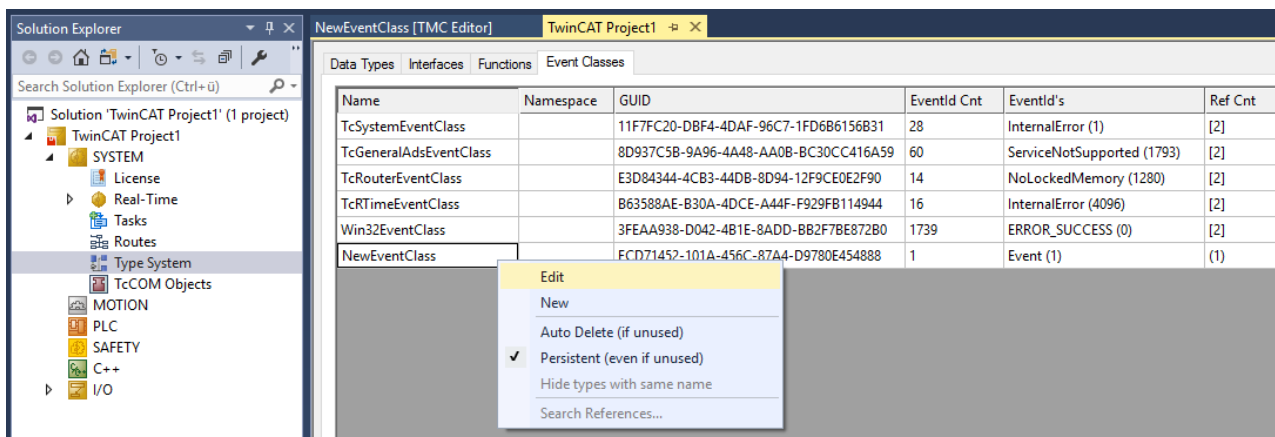 Solution Explorer
Search Solution Explorer (Ctrl+ü)
Solution 'TwinCAT Project1' (1 project)
TwinCAT Project1
SYSTEM
License
Real-Time
Tasks
Routes
Type System
TcCOM Objects
MOTION
PLC
SAFETY
C++
I/O
NewEventClass [TMC Editor] TwinCAT Project1
Data Types Interfaces Functions Event Classes
Name Namespace GUID EventId Cnt EventId's Ref Cnt
TcSystemEventClass 11F7FC20-DBF4-4DAF-96C7-1FD6B6156B31 28 InternalError (1) [2]
TcGeneralAdsEventClass 8D937C5B-9A96-4A48-AA0B-BC30CC416A59 60 ServiceNotSupported (1793) [2]
TcRouterEventClass E3D84344-4CB3-44DB-8D94-12F9CE0E2F90 14 NoLockedMemory (1280) [2]
TcRTimeEventClass B63588AE-B30A-4DCE-A44F-F929FB114944 16 InternalError (4096) [2]
Win32EventClass 3FEAA938-D042-4B1E-8ADD-BB2F7BE872B0 1739 ERROR_SUCCESS (0) [2]
NewEventClass FCD71452-101A-456C-87A4-D9780E454888 1 Event (1) (1)
Edit
New
Auto Delete (if unused)
Persistent (even if unused)
Hide types with same name
Search References...